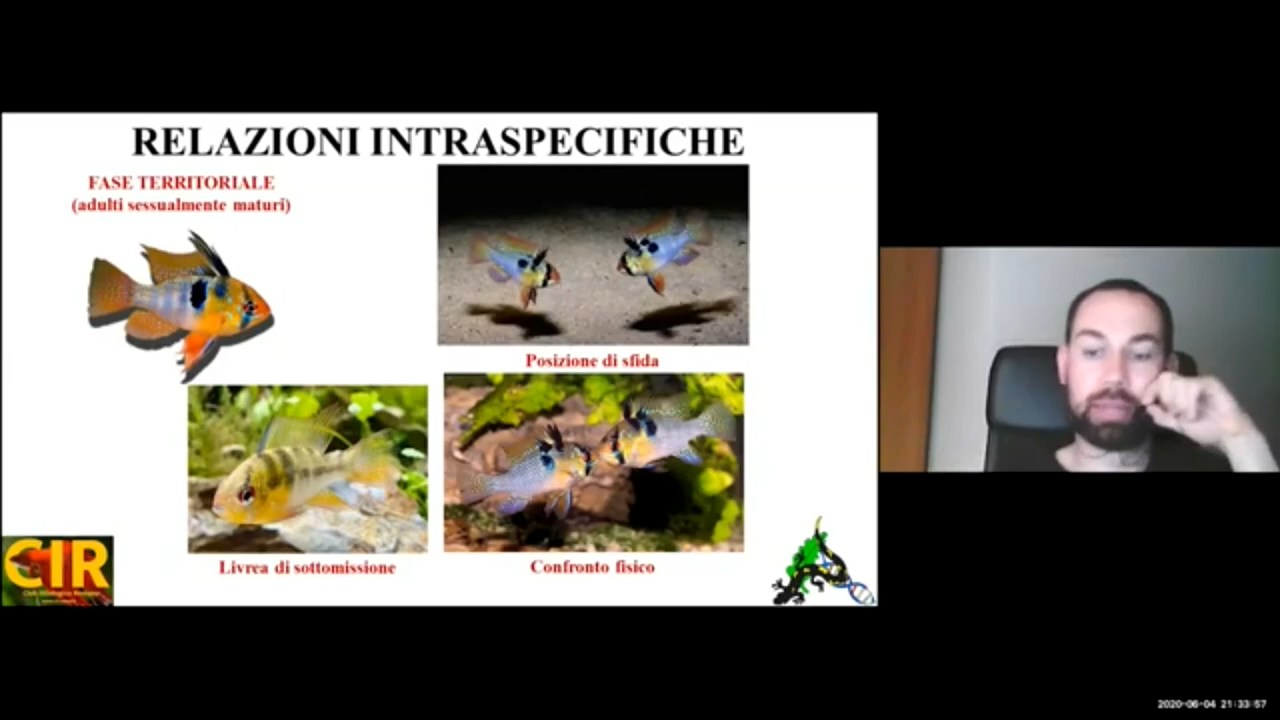 RELAZIONI INTRASPECIFICHE
FASE TERRITORIALE
(adulti sessualmente maturi)
Posizione di sfida
Livrea di sottomissione
Confronto fisico
CIR
2020-06-04 21:33:57